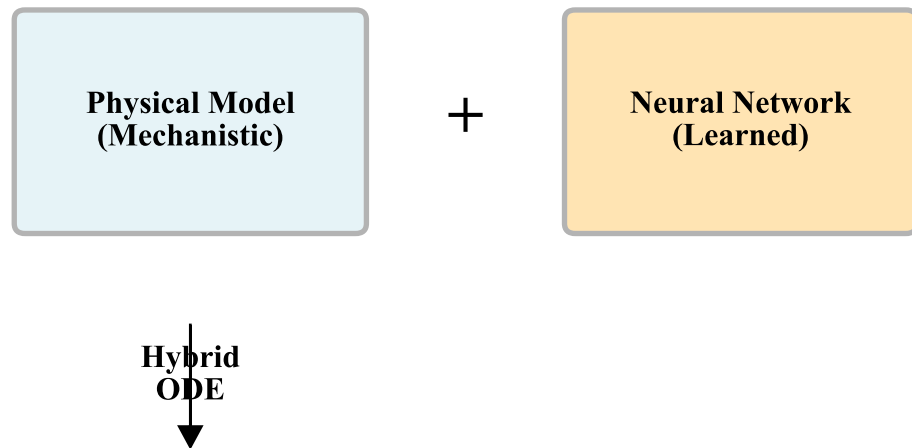 Physical Model
(Mechanistic)
+
Neural Network
(Learned)
Hybrid
ODE